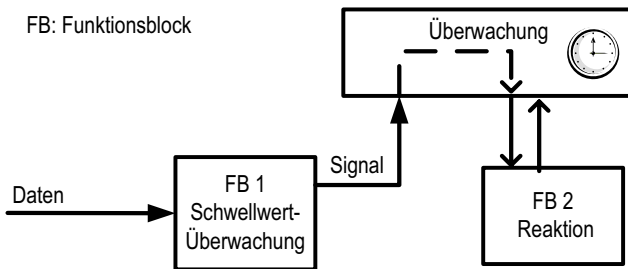 FB: Funktionsblock
Überwachung
Signal
Daten
FB 1
Schwellwert-
Überwachung
FB 2
Reaktion